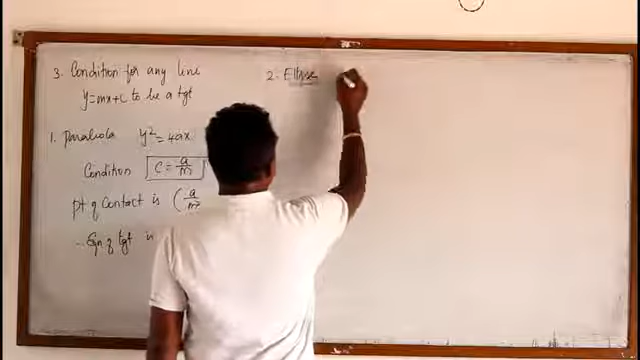 3. Condition for any line
y=mx+c to be a tgt
1. Parabola y² = 4ax
Condition c = a/m
pt of Contact is (a/m²
∴ Eqn of tgt is
2. Ellipse